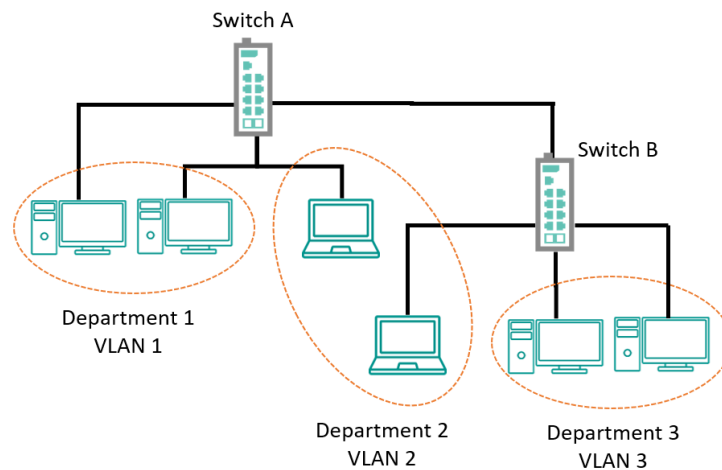 Switch A
Switch B
Department 1
VLAN 1
Department 2
VLAN 2
Department 3
VLAN 3